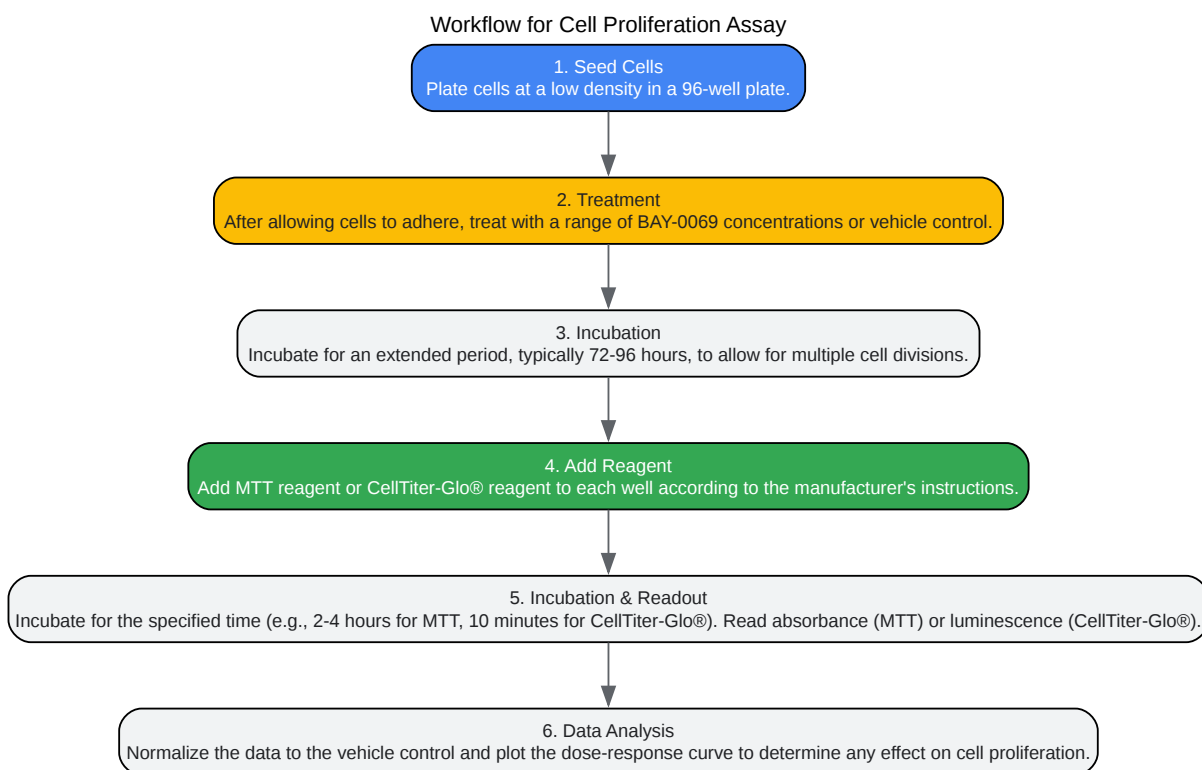 Workflow for Cell Proliferation Assay
1. Seed Cells
Plate cells at a low density in a 96-well plate.
2. Treatment
After allowing cells to adhere, treat with a range of BAY-0069 concentrations or vehicle control.
3. Incubation
Incubate for an extended period, typically 72-96 hours, to allow for multiple cell divisions.
4. Add Reagent
Add MTT reagent or CellTiter-Glo® reagent to each well according to the manufacturer's instructions.
5. Incubation & Readout
Incubate for the specified time (e.g., 2-4 hours for MTT, 10 minutes for CellTiter-Glo®). Read absorbance (MTT) or luminescence (CellTiter-Glo®).
6. Data Analysis
Normalize the data to the vehicle control and plot the dose-response curve to determine any effect on cell proliferation.